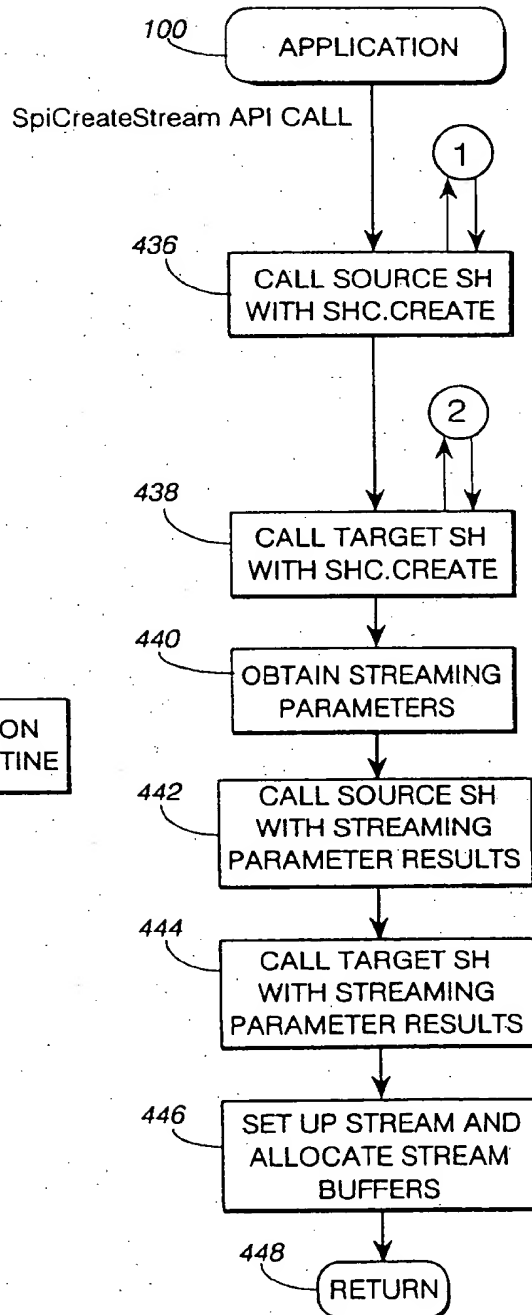 100
APPLICATION
SpiCreateStream API CALL
1
436
CALL SOURCE SH
WITH SHC.CREATE
2
438
CALL TARGET SH
WITH SHC.CREATE
440
OBTAIN STREAMING
PARAMETERS
ON
TINE
442
CALL SOURCE SH
WITH STREAMING
PARAMETER RESULTS
444
CALL TARGET SH
WITH STREAMING
PARAMETER RESULTS
446
SET UP STREAM AND
ALLOCATE STREAM
BUFFERS
448
RETURN